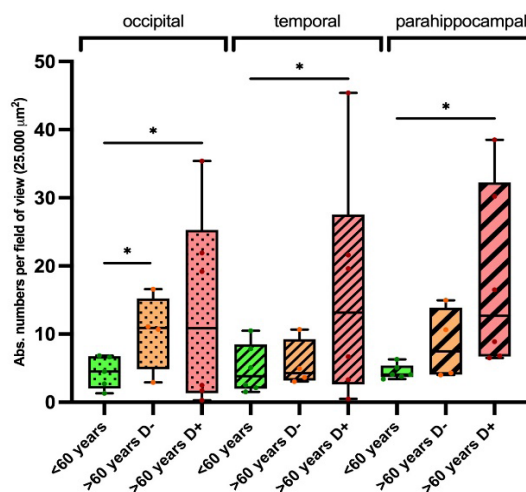 occipital temporal parahippocampal
Abs. numbers per field of view (25.000 μm²)
50
40
30
20
10
0
* * *
*
<60 years >60 years D- >60 years D+ <60 years >60 years D- >60 years D+ <60 years >60 years D- >60 years D+